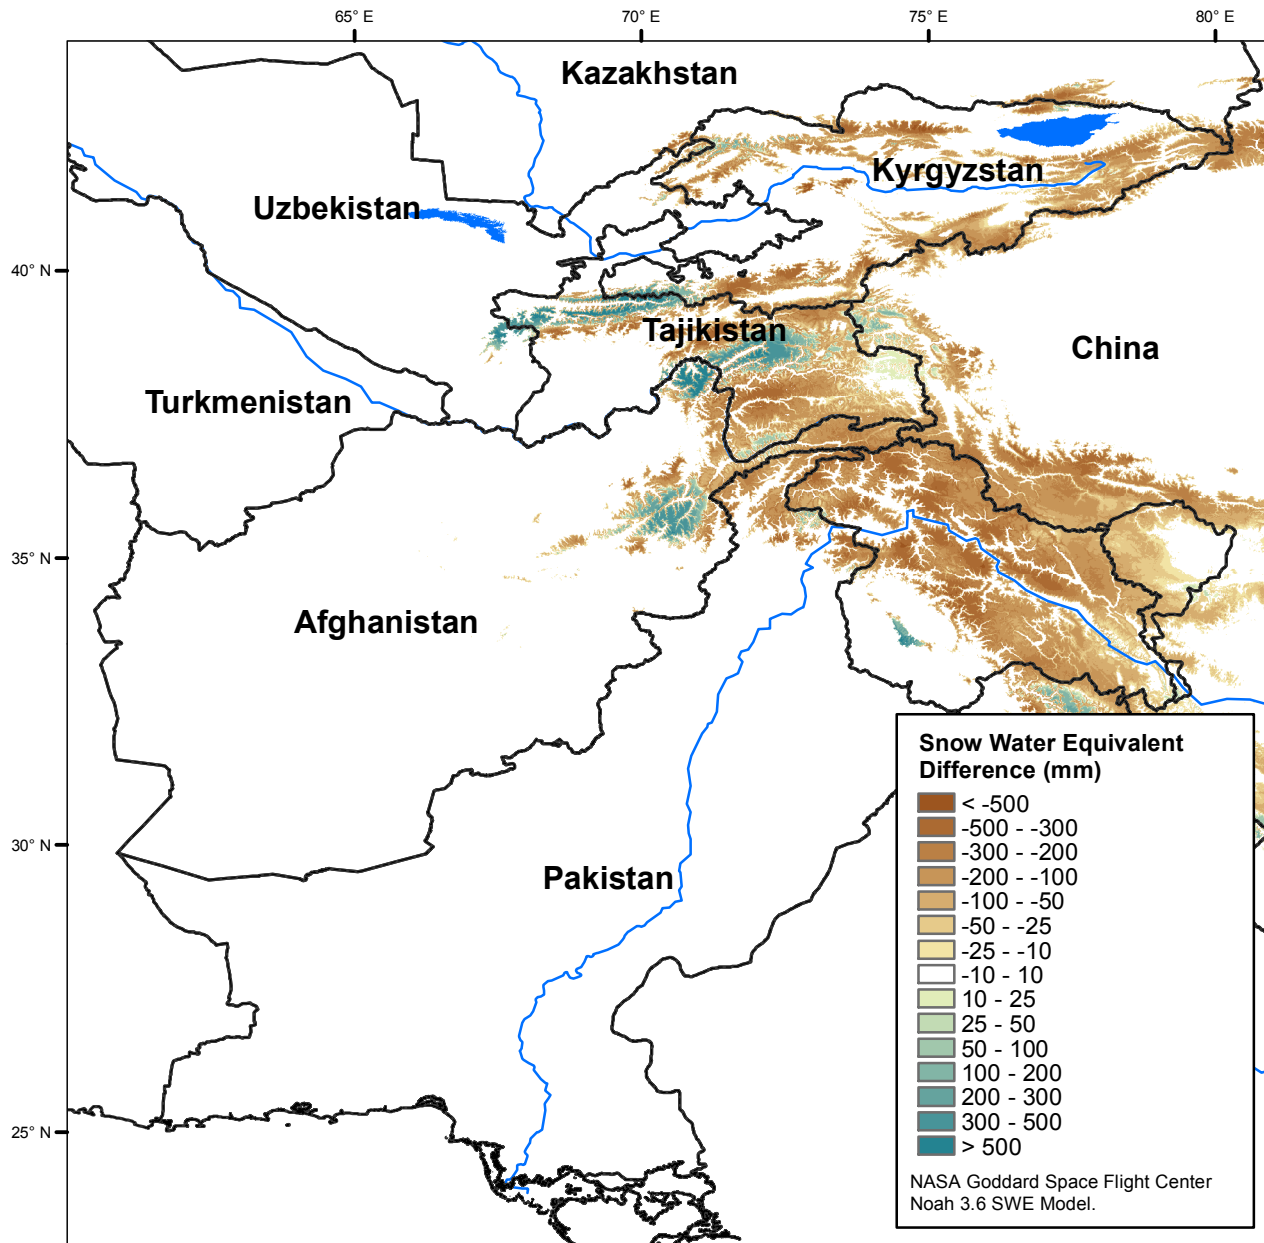 65° E
70° E
75° E
80° E
Kazakhstan
Kyrgyzstan
Uzbekistan
40° N
Tajikistan
China
Turkmenistan
35° N
Afghanistan
30° N
Pakistan
25° N
Snow Water Equivalent
Difference (mm)
< -500
-500 - -300
-300 - -200
-200 - -100
-100 - -50
-50 - -25
-25 - -10
-10 - 10
10 - 25
25 - 50
50 - 100
100 - 200
200 - 300
300 - 500
> 500
NASA Goddard Space Flight Center
Noah 3.6 SWE Model.